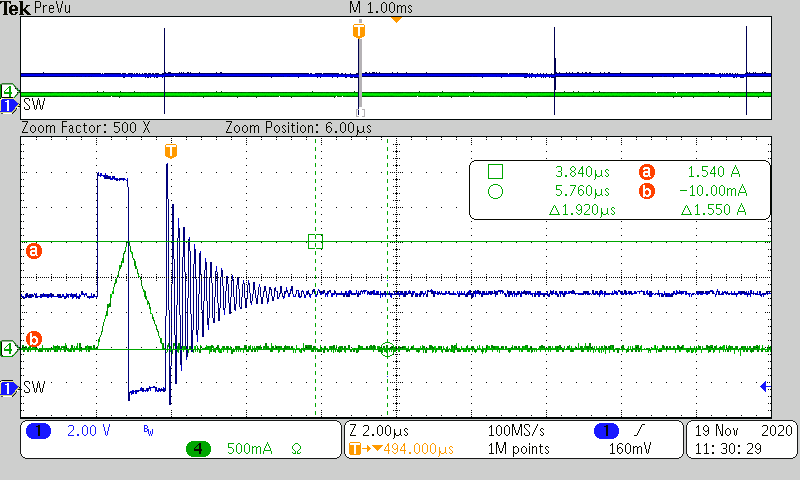 Tek PreVu M 1.00ms
T
4
1 SW
Zoom Factor: 500 X Zoom Position: 6.00µs
T
3.840µs a 1.540 A
5.760µs b −10.00mA
Δ1.920µs Δ1.550 A
a
b
4
1 SW
1 2.00 V BW Z 2.00µs 100MS/s 1 160mV 19 Nov 2020
4 500mA Ω T→▼494.000µs 1M points 11:30:29